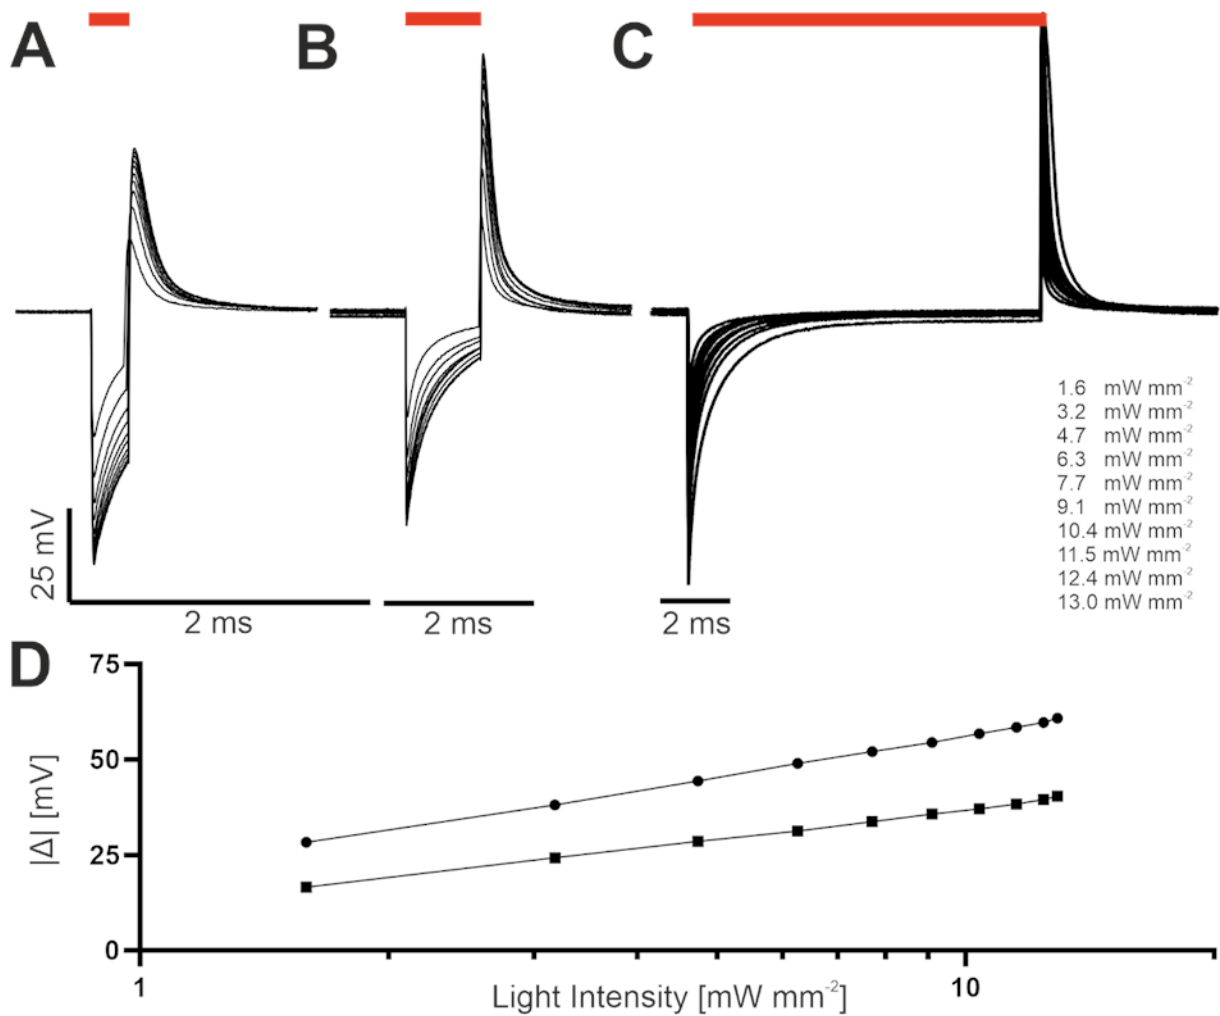 A
B
C
1.6 mW mm-2
3.2 mW mm-2
4.7 mW mm-2
6.3 mW mm-2
7.7 mW mm-2
9.1 mW mm-2
10.4 mW mm-2
11.5 mW mm-2
12.4 mW mm-2
13.0 mW mm-2
25 mV
2 ms
2 ms
2 ms
D
75
50
25
0
|Δ| [mV]
1
10
Light Intensity [mW mm-2]